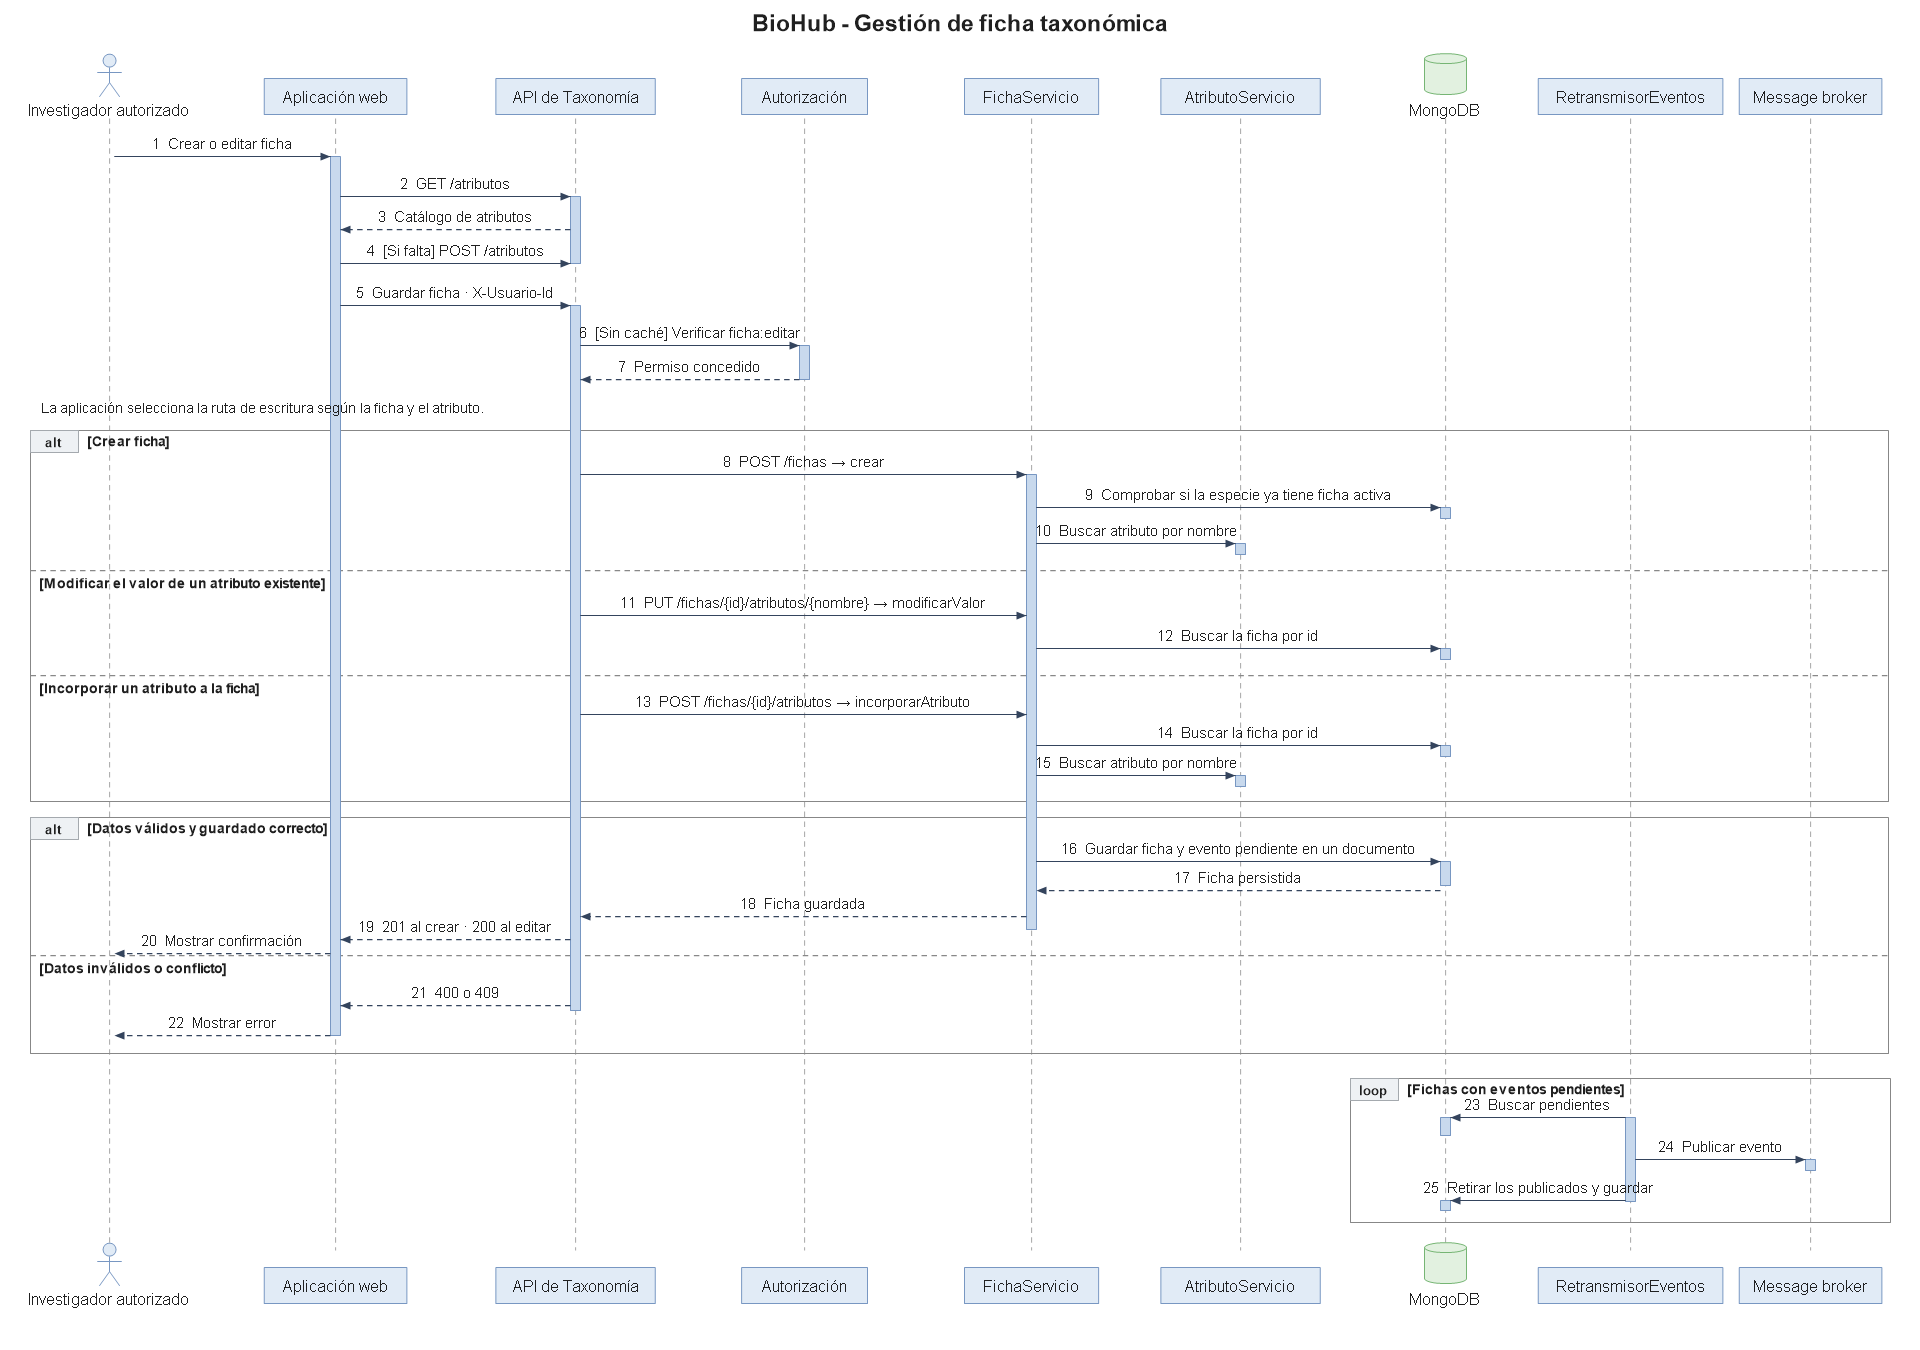 BioHub - Gestión de ficha taxonómica
Investigador autorizado
Aplicación web
API de Taxonomía
Autorización
FichaServicio
AtributoServicio
MongoDB
RetransmisorEventos
Message broker
1 Crear o editar ficha
2 GET /atributos
3 Catálogo de atributos
4 [Si falta] POST /atributos
5 Guardar ficha · X-Usuario-Id
6 [Sin caché] Verificar ficha:editar
7 Permiso concedido
La aplicación selecciona la ruta de escritura según la ficha y el atributo.
alt [Crear ficha]
8 POST /fichas → crear
9 Comprobar si la especie ya tiene ficha activa
10 Buscar atributo por nombre
[Modificar el valor de un atributo existente]
11 PUT /fichas/{id}/atributos/{nombre} → modificarValor
12 Buscar la ficha por id
[Incorporar un atributo a la ficha]
13 POST /fichas/{id}/atributos → incorporarAtributo
14 Buscar la ficha por id
15 Buscar atributo por nombre
alt [Datos válidos y guardado correcto]
16 Guardar ficha y evento pendiente en un documento
17 Ficha persistida
18 Ficha guardada
19 201 al crear · 200 al editar
20 Mostrar confirmación
[Datos inválidos o conflicto]
21 400 o 409
22 Mostrar error
loop [Fichas con eventos pendientes]
23 Buscar pendientes
24 Publicar evento
25 Retirar los publicados y guardar
Investigador autorizado
Aplicación web
API de Taxonomía
Autorización
FichaServicio
AtributoServicio
MongoDB
RetransmisorEventos
Message broker